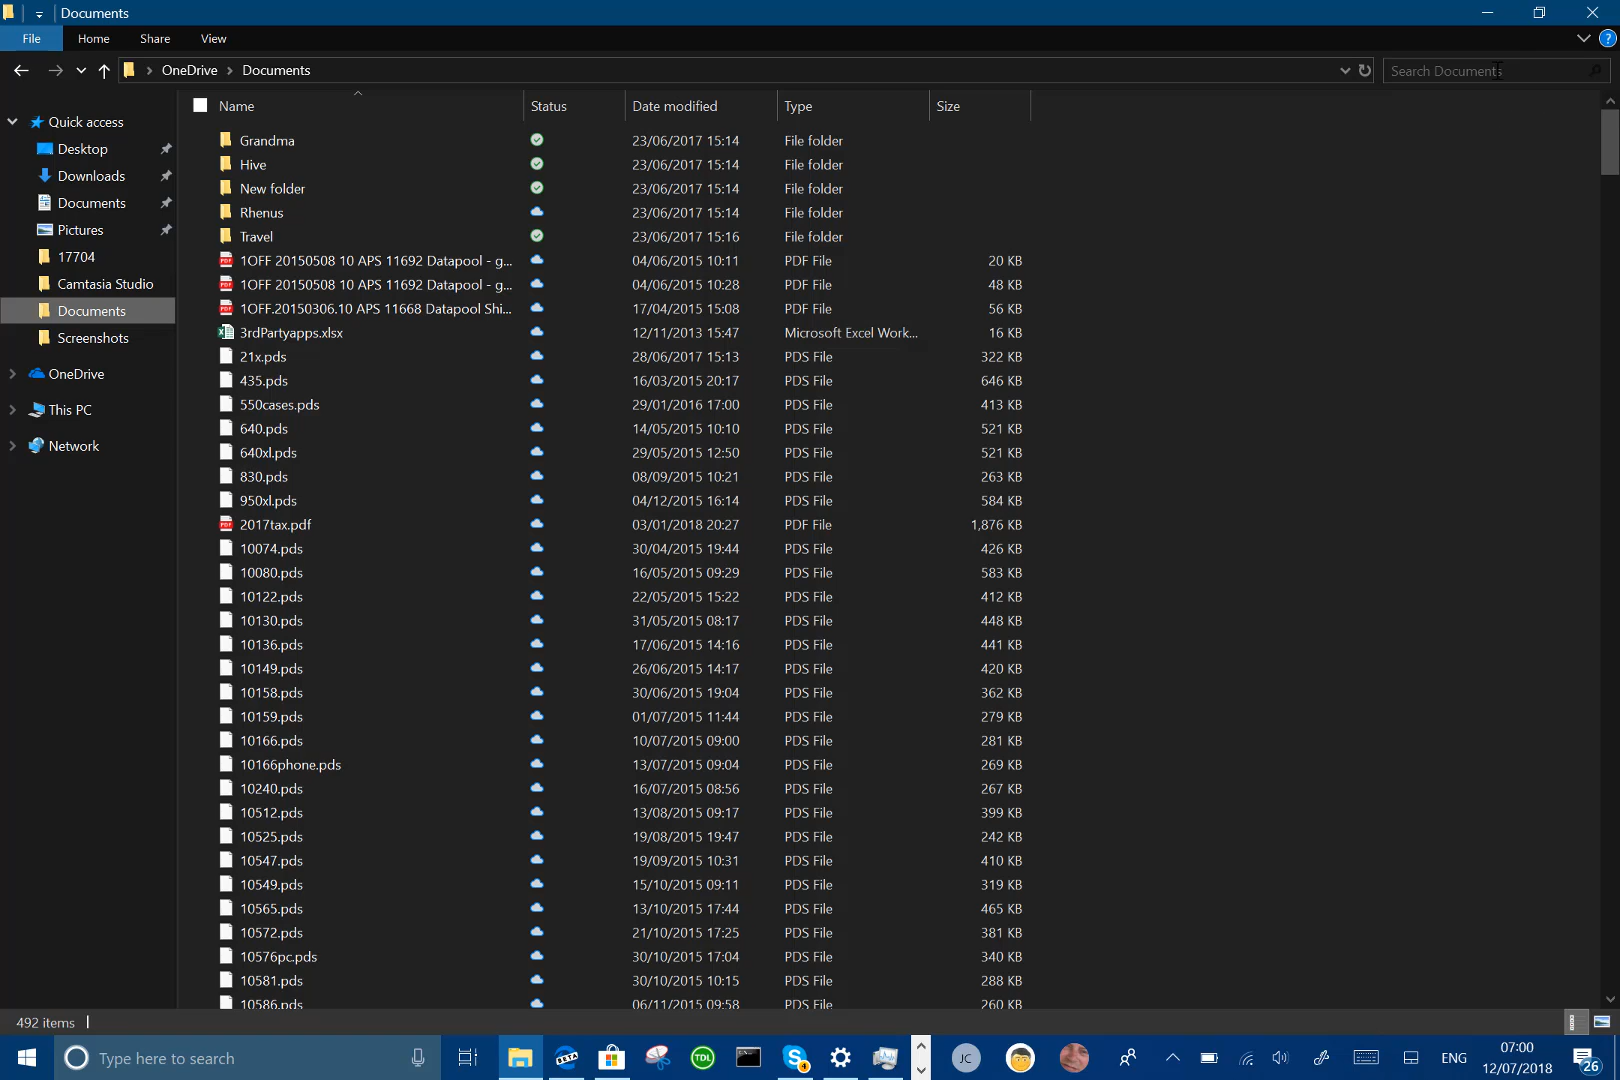 Documents
File Home Share View
OneDrive Documents Search Documents
Name Status Date modified Type Size
Quick access
Desktop
Downloads
Documents
Pictures
17704
Camtasia Studio
Documents
Screenshots
OneDrive
This PC
Network
Grandma 23/06/2017 15:14 File folder
Hive 23/06/2017 15:14 File folder
New folder 23/06/2017 15:14 File folder
Rhenus 23/06/2017 15:14 File folder
Travel 23/06/2017 15:16 File folder
1OFF 20150508 10 APS 11692 Datapool - g... 04/06/2015 10:11 PDF File 20 KB
1OFF 20150508 10 APS 11692 Datapool - g... 04/06/2015 10:28 PDF File 48 KB
1OFF.20150306.10 APS 11668 Datapool Shi... 17/04/2015 15:08 PDF File 56 KB
3rdPartyapps.xlsx 12/11/2013 15:47 Microsoft Excel Work... 16 KB
21x.pds 28/06/2017 15:13 PDS File 322 KB
435.pds 16/03/2015 20:17 PDS File 646 KB
550cases.pds 29/01/2016 17:00 PDS File 413 KB
640.pds 14/05/2015 10:10 PDS File 521 KB
640xl.pds 29/05/2015 12:50 PDS File 521 KB
830.pds 08/09/2015 10:21 PDS File 263 KB
950xl.pds 04/12/2015 16:14 PDS File 584 KB
2017tax.pdf 03/01/2018 20:27 PDF File 1,876 KB
10074.pds 30/04/2015 19:44 PDS File 426 KB
10080.pds 16/05/2015 09:29 PDS File 583 KB
10122.pds 22/05/2015 15:22 PDS File 412 KB
10130.pds 31/05/2015 08:17 PDS File 448 KB
10136.pds 17/06/2015 14:16 PDS File 441 KB
10149.pds 26/06/2015 14:17 PDS File 420 KB
10158.pds 30/06/2015 19:04 PDS File 362 KB
10159.pds 01/07/2015 11:44 PDS File 279 KB
10166.pds 10/07/2015 09:00 PDS File 281 KB
10166phone.pds 13/07/2015 09:04 PDS File 269 KB
10240.pds 16/07/2015 08:56 PDS File 267 KB
10512.pds 13/08/2015 09:17 PDS File 399 KB
10525.pds 19/08/2015 19:47 PDS File 242 KB
10547.pds 19/09/2015 10:31 PDS File 410 KB
10549.pds 15/10/2015 09:11 PDS File 319 KB
10565.pds 13/10/2015 17:44 PDS File 465 KB
10572.pds 21/10/2015 17:25 PDS File 381 KB
10576pc.pds 30/10/2015 17:04 PDS File 340 KB
10581.pds 30/10/2015 10:15 PDS File 288 KB
10586.pds 06/11/2015 09:58 PDS File 260 KB
492 items
Type here to search BETA TDL 4 JC ENG 07:00
12/07/2018 26